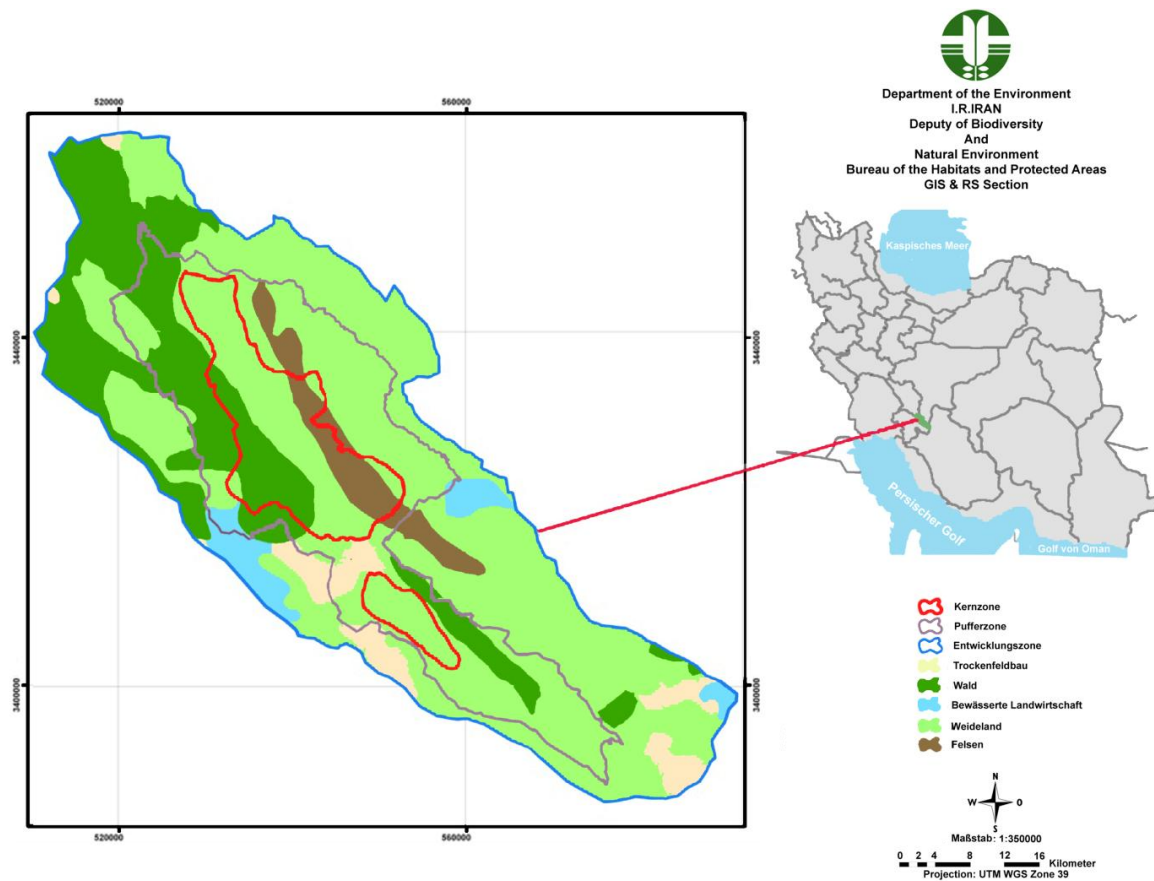 Department of the Environment
I.R.IRAN
Deputy of Biodiversity
And
Natural Environment
Bureau of the Habitats and Protected Areas
GIS & RS Section
520000
560000
3440000
3440000
3400000
3400000
520000
560000
Kaspisches Meer
Persischer Golf
Golf von Oman
Kernzone
Pufferzone
Entwicklungszone
Trockenfeldbau
Wald
Bewässerte Landwirtschaft
Weideland
Felsen
N
W O
S
Maßstab: 1:350000
0 2 4 8 12 16 Kilometer
Projection: UTM WGS Zone 39